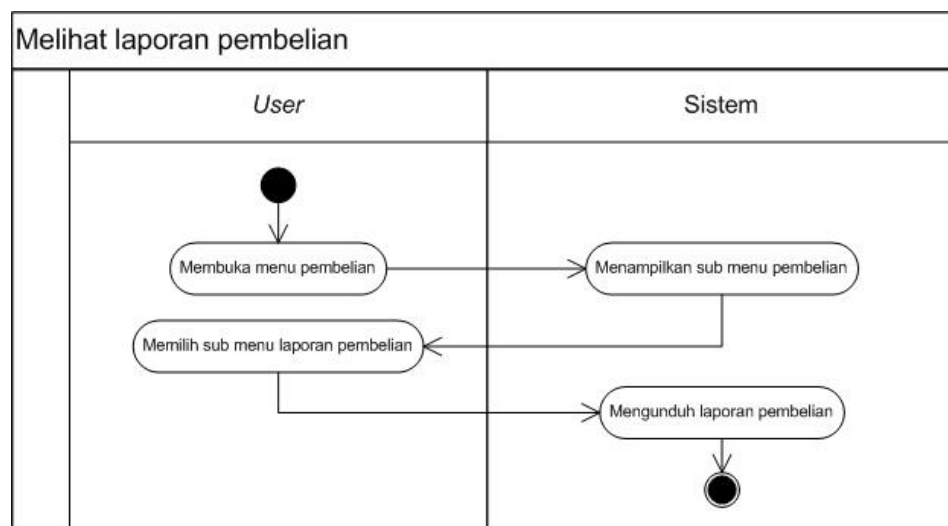 Melihat laporan pembelian
User
Sistem
Membuka menu pembelian
Menampilkan sub menu pembelian
Memilih sub menu laporan pembelian
Mengunduh laporan pembelian